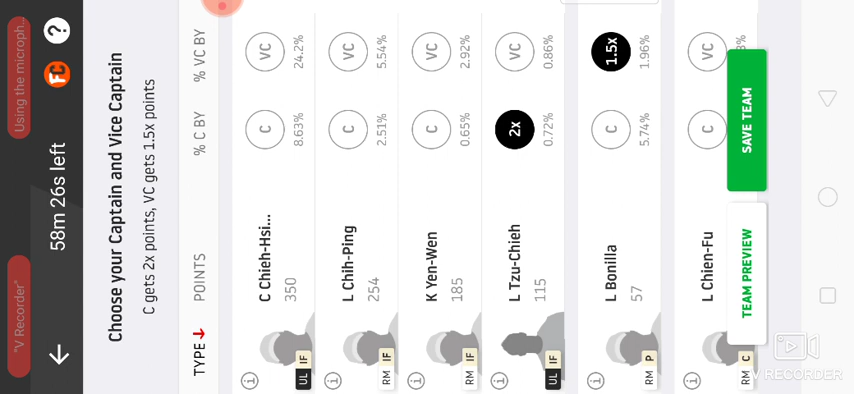 "V Recorder" Using the microph...
58m 26s left FC ?
Choose your Captain and Vice Captain
C gets 2x points, VC gets 1.5x points
TYPE POINTS % C BY % VC BY
C Chieh-Hsi...
350
UL IF C 8.63% VC 24.2%
L Chih-Ping
254
RM IF C 2.51% VC 5.54%
K Yen-Wen
185
RM IF C 0.65% VC 2.92%
L Tzu-Chieh
115
UL IF 2x 0.72% VC 0.86%
L Bonilla
57
RM P C 5.74% 1.5x 1.96%
L Chien-Fu
RM C C VC
TEAM PREVIEW SAVE TEAM
V RECORDER